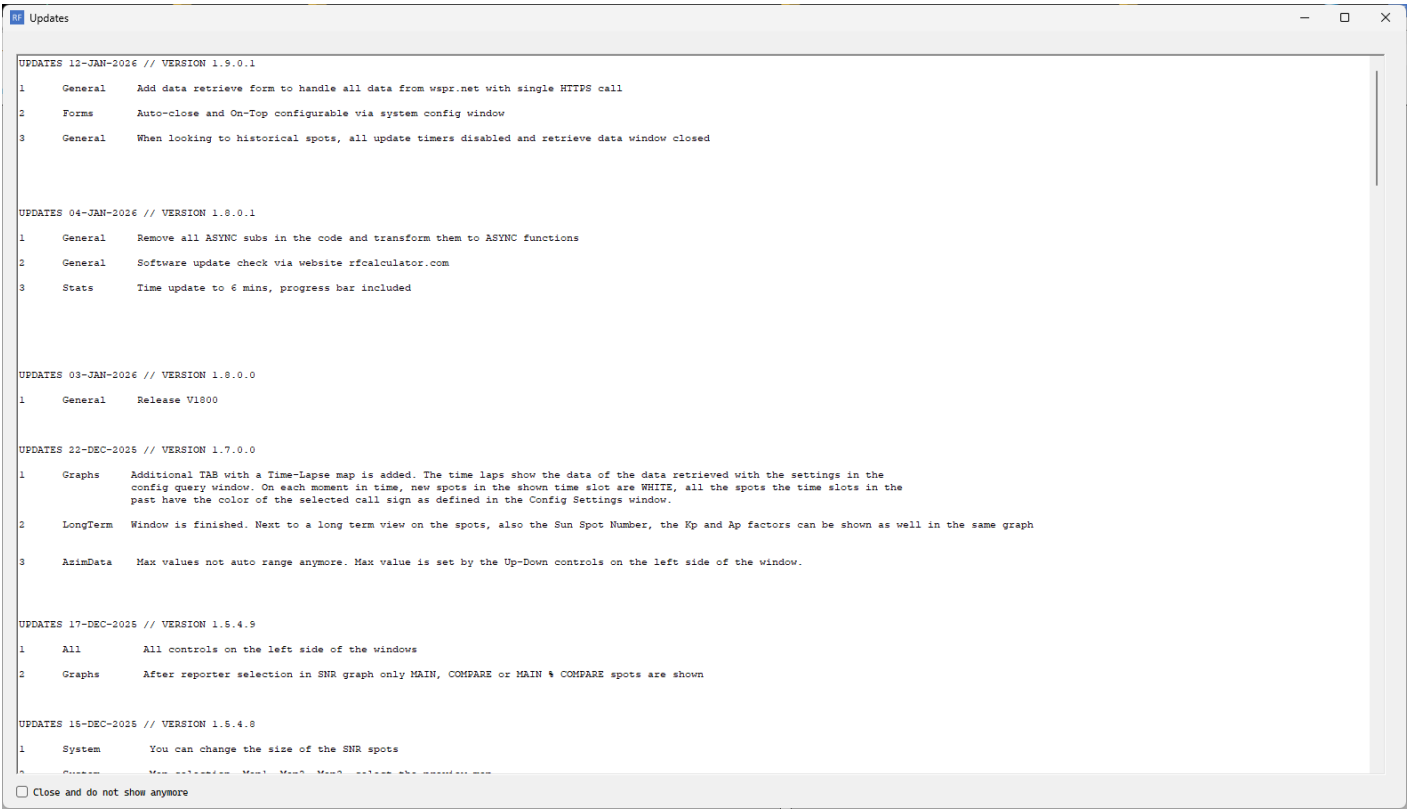 RF Updates
UPDATES 12-JAN-2026 // VERSION 1.9.0.1
1 General Add data retrieve form to handle all data from wspr.net with single HTTPS call
2 Forms Auto-close and On-Top configurable via system config window
3 General When looking to historical spots, all update timers disabled and retrieve data window closed
UPDATES 04-JAN-2026 // VERSION 1.8.0.1
1 General Remove all ASYNC subs in the code and transform them to ASYNC functions
2 General Software update check via website rfcalculator.com
3 Stats Time update to 6 mins, progress bar included
UPDATES 03-JAN-2026 // VERSION 1.8.0.0
1 General Release V1800
UPDATES 22-DEC-2025 // VERSION 1.7.0.0
1 Graphs Additional TAB with a Time-Lapse map is added. The time laps show the data of the data retrieved with the settings in the
config query window. On each moment in time, new spots in the shown time slot are WHITE, all the spots the time slots in the
past have the color of the selected call sign as defined in the Config Settings window.
2 LongTerm Window is finished. Next to a long term view on the spots, also the Sun Spot Number, the Kp and Ap factors can be shown as well in the same graph
3 AzimData Max values not auto range anymore. Max value is set by the Up-Down controls on the left side of the window.
UPDATES 17-DEC-2025 // VERSION 1.5.4.9
1 All All controls on the left side of the windows
2 Graphs After reporter selection in SNR graph only MAIN, COMPARE or MAIN % COMPARE spots are shown
UPDATES 15-DEC-2025 // VERSION 1.5.4.8
1 System You can change the size of the SNR spots
Close and do not show anymore